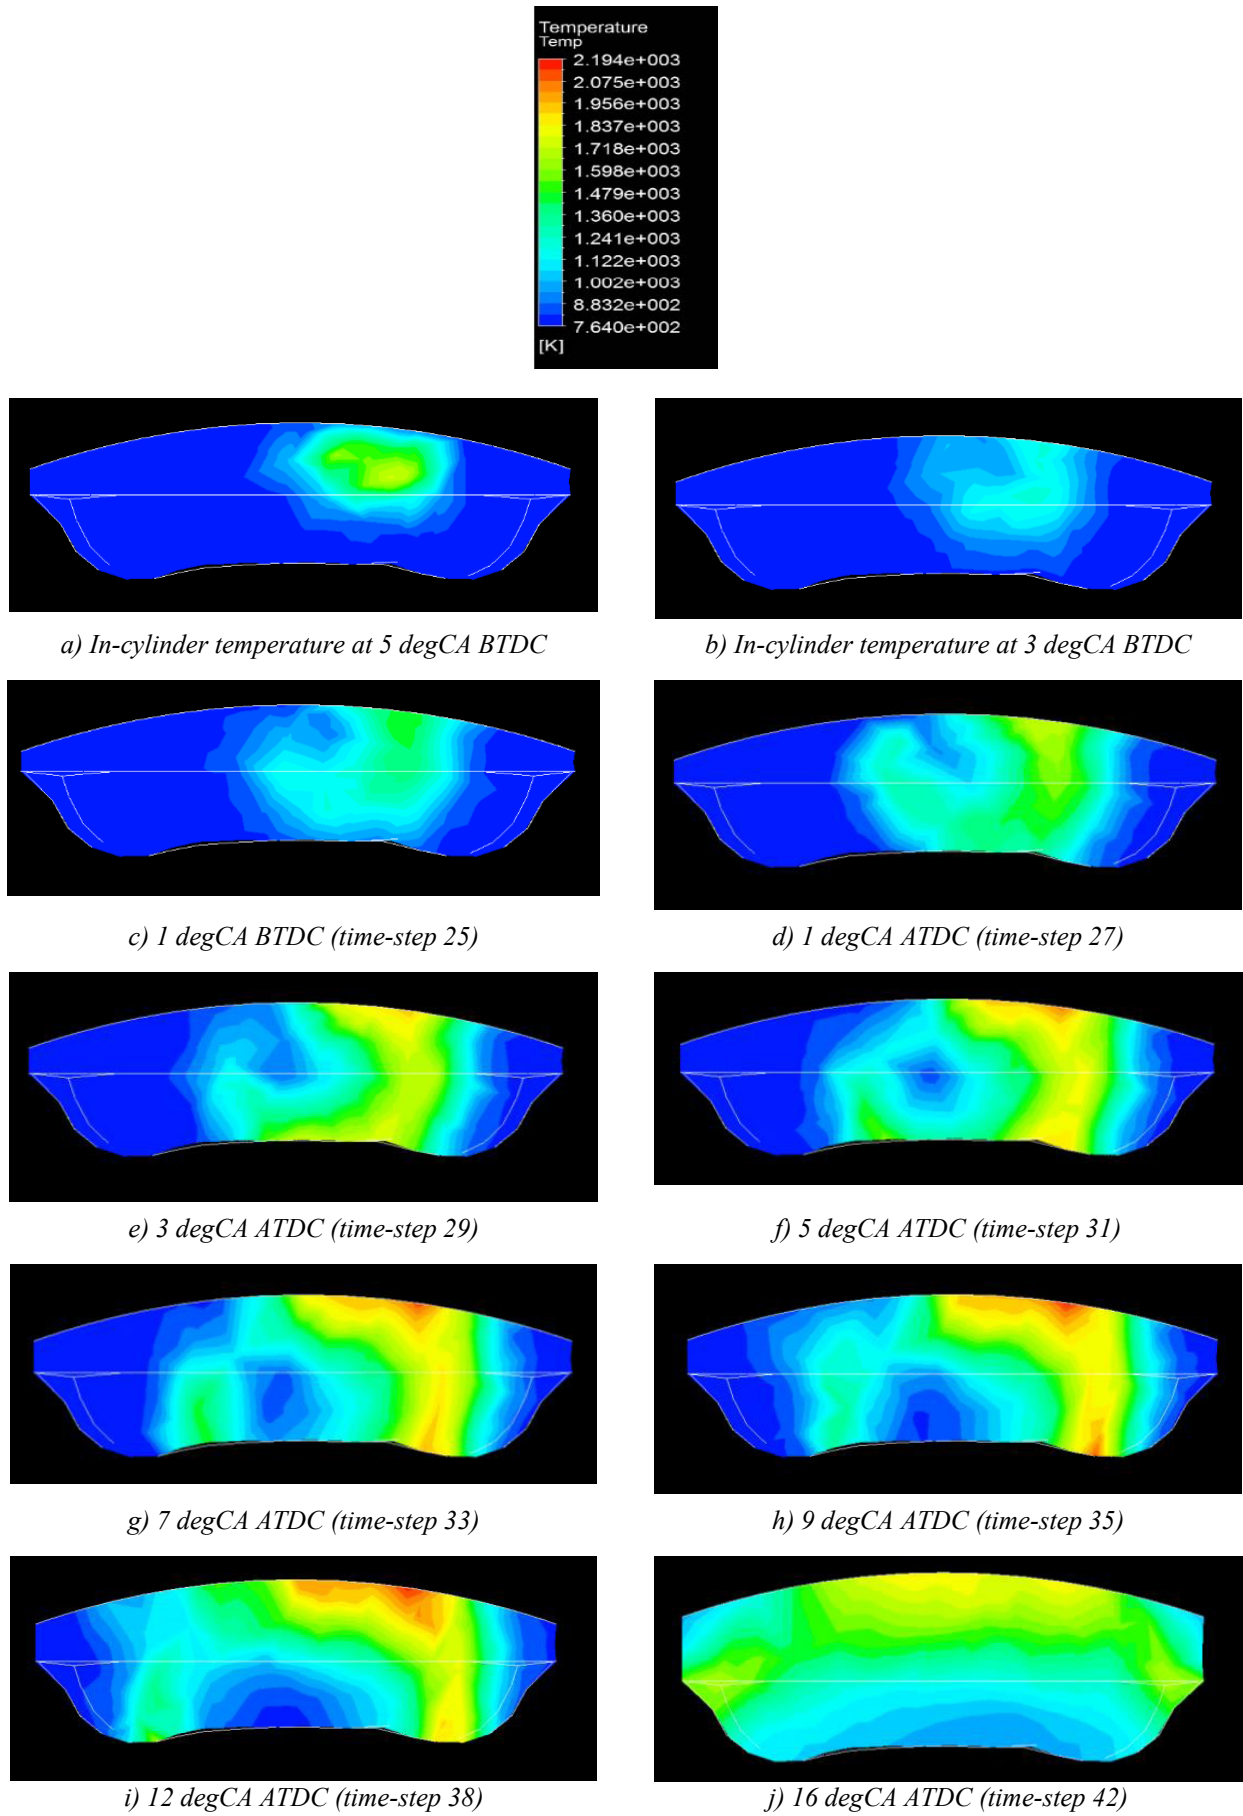 Temperature
Temp
2.194e+003
2.075e+003
1.956e+003
1.837e+003
1.718e+003
1.598e+003
1.479e+003
1.360e+003
1.241e+003
1.122e+003
1.002e+003
8.832e+002
7.640e+002
[K]
a) In-cylinder temperature at 5 degCA BTDC
b) In-cylinder temperature at 3 degCA BTDC
c) 1 degCA BTDC (time-step 25)
d) 1 degCA ATDC (time-step 27)
e) 3 degCA ATDC (time-step 29)
f) 5 degCA ATDC (time-step 31)
g) 7 degCA ATDC (time-step 33)
h) 9 degCA ATDC (time-step 35)
i) 12 degCA ATDC (time-step 38)
j) 16 degCA ATDC (time-step 42)